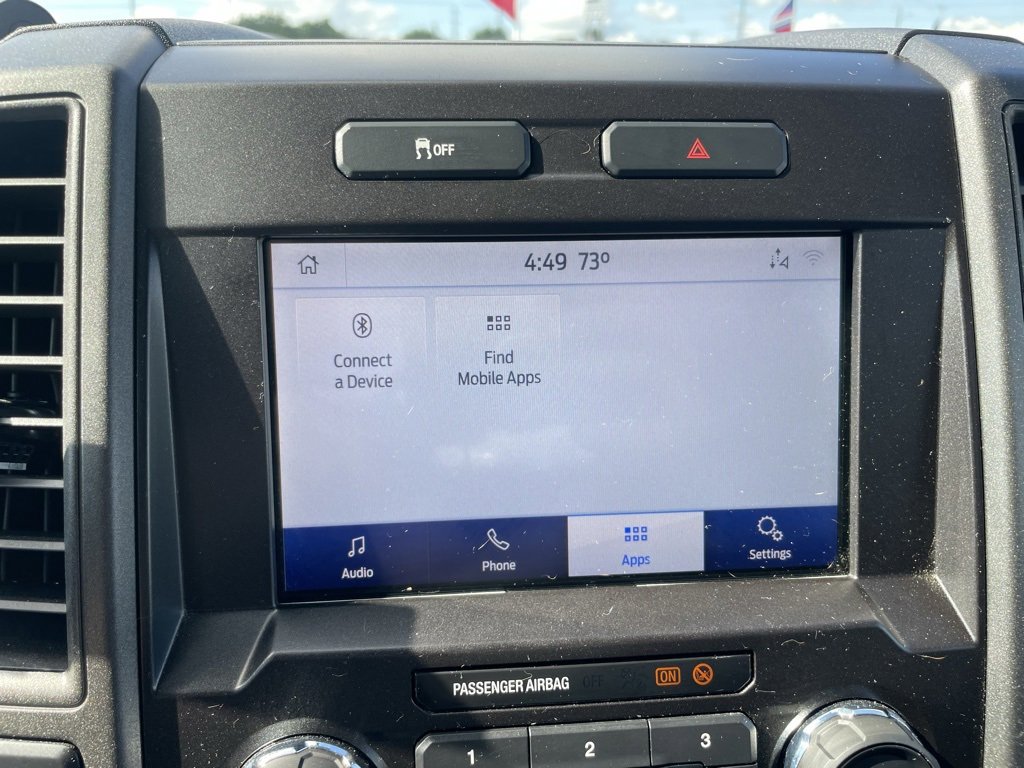 OFF
4:49 73°
Connect
a Device
Find
Mobile Apps
Audio
Phone
Apps
Settings
PASSENGER AIRBAG OFF ON
1 2 3